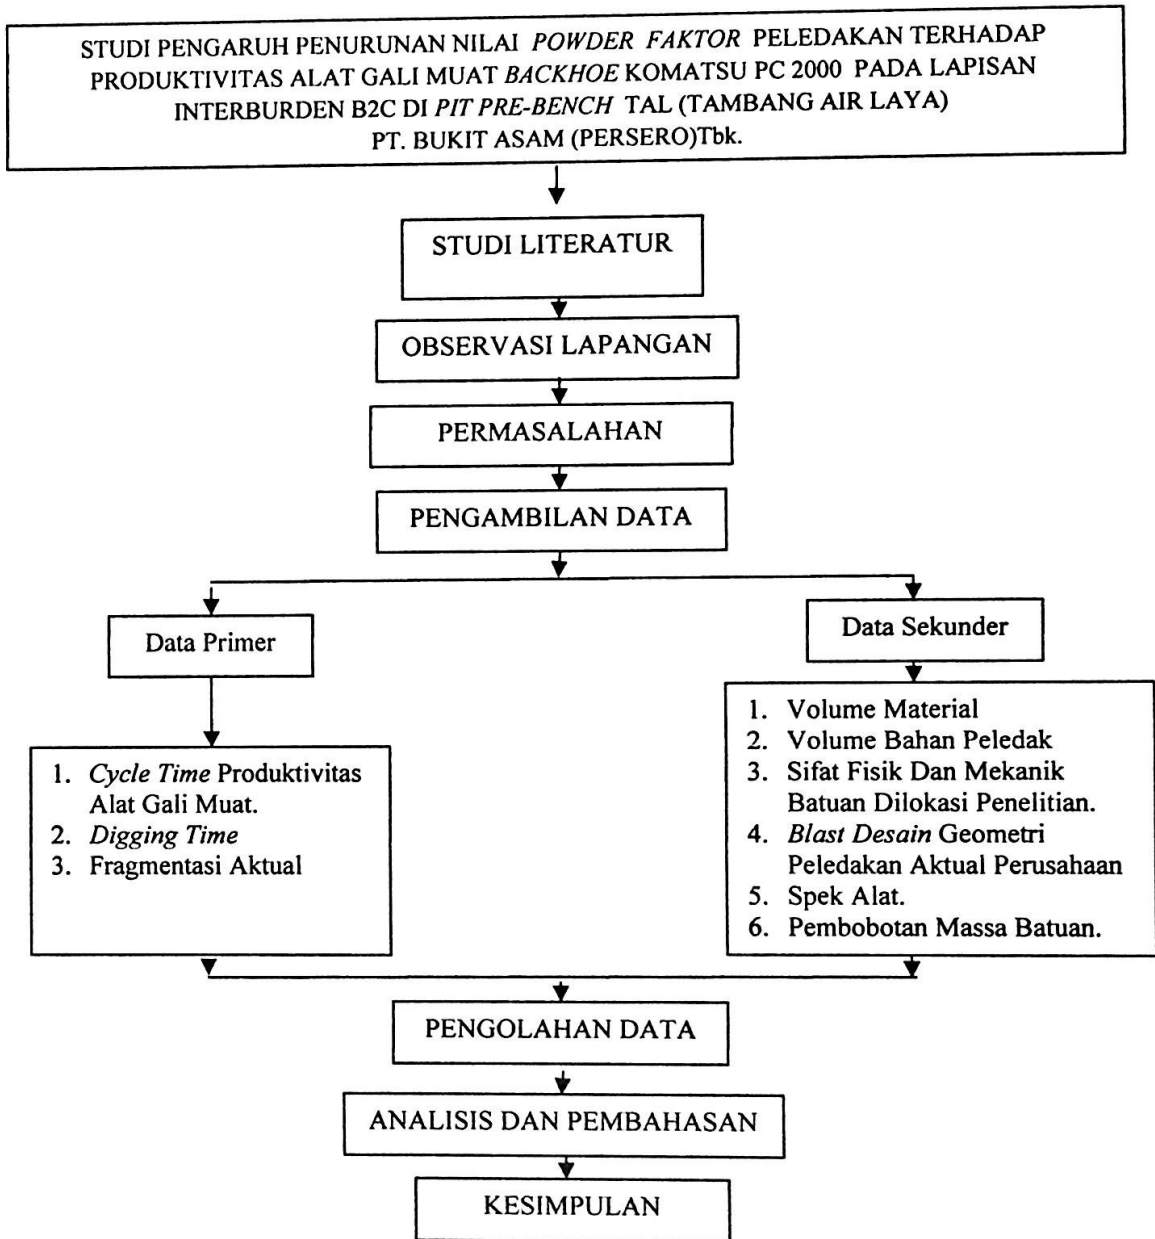 STUDI PENGARUH PENURUNAN NILAI POWDER FAKTOR PELEDAKAN TERHADAP
PRODUKTIVITAS ALAT GALI MUAT BACKHOE KOMATSU PC 2000 PADA LAPISAN
INTERBURDEN B2C DI PIT PRE-BENCH TAL (TAMBANG AIR LAYA)
PT. BUKIT ASAM (PERSERO)Tbk.
STUDI LITERATUR
OBSERVASI LAPANGAN
PERMASALAHAN
PENGAMBILAN DATA
Data Primer
1. Cycle Time Produktivitas
Alat Gali Muat.
2. Digging Time
3. Fragmentasi Aktual
Data Sekunder
1. Volume Material
2. Volume Bahan Peledak
3. Sifat Fisik Dan Mekanik
Batuan Dilokasi Penelitian.
4. Blast Desain Geometri
Peledakan Aktual Perusahaan
5. Spek Alat.
6. Pembobotan Massa Batuan.
PENGOLAHAN DATA
ANALISIS DAN PEMBAHASAN
KESIMPULAN